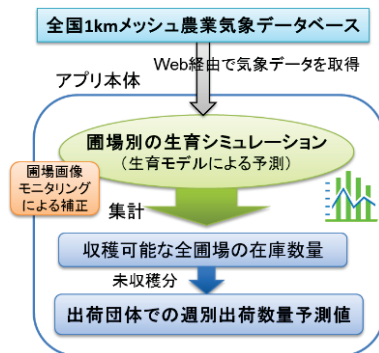 全国1kmメッシュ農業気象データベース
Web経由で気象データを取得
アプリ本体
圃場別の生育シミュレーション
(生育モデルによる予測)
圃場画像
モニタリング
による補正
集計
収穫可能な全圃場の在庫数量
未収穫分
出荷団体での週別出荷数量予測値